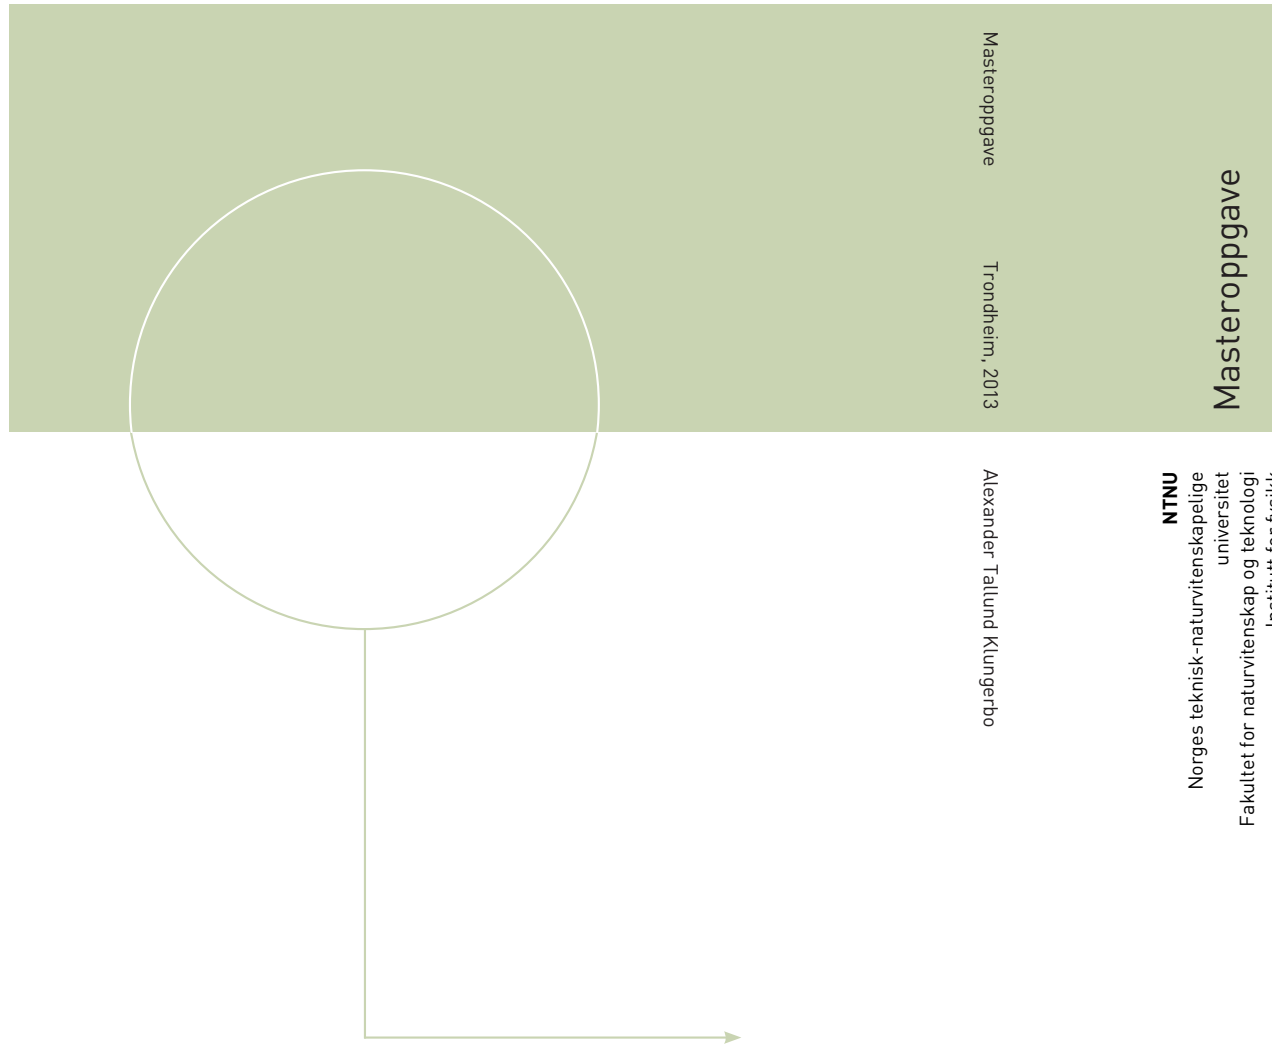 Masteroppgave
Trondheim, 2013
Alexander Tallund Klungerbo
Masteroppgave
NTNU
Norges teknisk-naturvitenskapelige
universitet
Fakultet for naturvitenskap og teknologi